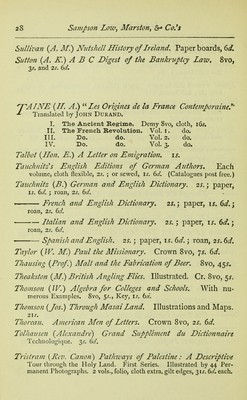 28 Sampson Low, Marston, & Co.'s
Sullivan (A. M.) Nutshell History of Ireland. Paper boards, 6d.
Sutton (A. K.) A B C Digest of the Bankruptcy Law. 8vo,
3s. and 2s. 6d.
TAINE (H. A.) "Les Origines de la France Contemporaine."
Translated by JOHN DURAND.
I. The Ancient Regime. Demy 8vo, cloth, 16s.
II. The French Revolution. Vol. 1. do.
III. Do. do. Vol. 2. do.
IV. Do. do. Vol. 3. do.
Talbot (Hon. E.) A Letter on Emigration. 1s.
Tauchnitz's English Editions of German Authors. Each
volume, cloth flexible, 2s. ; or sewed, 1s. 6d. (Catalogues post free.)
Tauchnitz (B.) German and English Dictionary. 2s. ; paper,
1s. 6d. ; roan, 2s. 6d.
——— French and English Dictionary. 2s. ; paper, 1s. 6d. ;
roan, 2s. 6d.
——— Italian and English Dictionary. 2s. ; paper, 1s. 6d. ;
roan, 2s. 6d.
——— Spanish and English. 2s. ; paper, 1s. 6d. ; roan, 2s. 6d.
Taylor (W. M.) Paul the Missionary. Crown 8vo, 7s. 6d.
Thausing (Prof.) Malt and the Fabrication of Beer. 8vo, 45s.
Theakston (M.) British Angling Flies. Illustrated. Cr. 8vo, 5s.
Thomson (W.) Algebra for Colleges and Schools. With nu-
merous Examples. 8vo, 5s., Key, 1s. 6d.
Thomson (Jos.) Through Masai Land. Illustrations and Maps.
21s.
Thoreau. American Men of Letters. Crown 8vo, 2s. 6d.
Tolhausen (Alexandre) Grand Supplément du Dictionnaire
Technologique. 3s. 6d.
Tristram (Rev. Canon) Pathways of Palestine : A Descriptive
Tour through the Holy Land. First Series. Illustrated by 44 Per-
manent Photographs. 2 vols., folio, cloth extra, gilt edges, 31s. 6d. each.